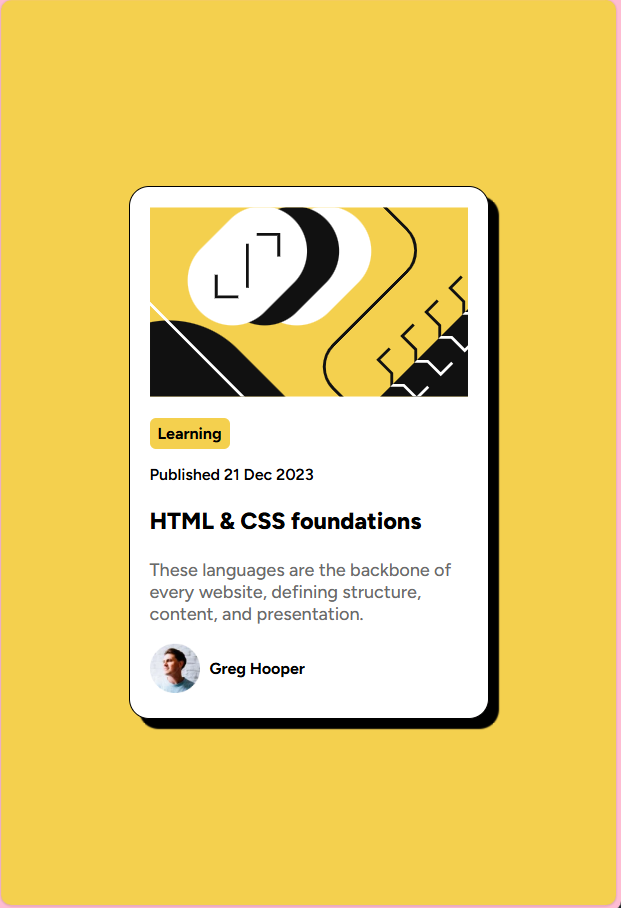 Learning
Published 21 Dec 2023
HTML & CSS foundations
These languages are the backbone of
every website, defining structure,
content, and presentation.
Greg Hooper